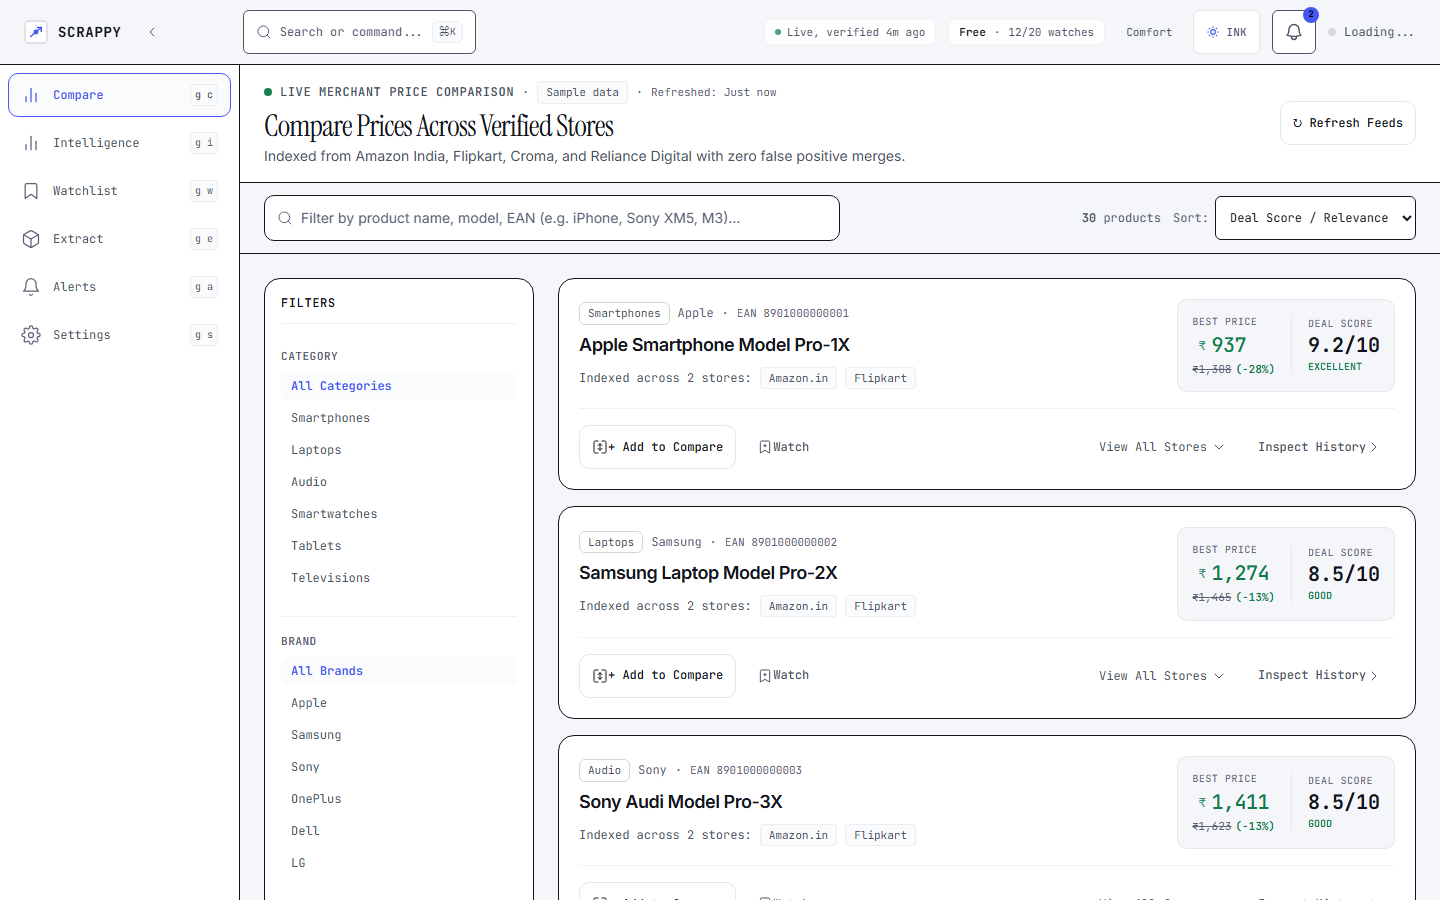 SCRAPPY
Search or command... ⌘K
Live, verified 4m ago
Free · 12/20 watches
Comfort
INK
2
Loading...
Compare g c
Intelligence g i
Watchlist g w
Extract g e
Alerts g a
Settings g s
LIVE MERCHANT PRICE COMPARISON · Sample data · Refreshed: Just now
Compare Prices Across Verified Stores
Indexed from Amazon India, Flipkart, Croma, and Reliance Digital with zero false positive merges.
↻ Refresh Feeds
Filter by product name, model, EAN (e.g. iPhone, Sony XM5, M3)...
30 products Sort: Deal Score / Relevance
FILTERS
CATEGORY
All Categories
Smartphones
Laptops
Audio
Smartwatches
Tablets
Televisions
BRAND
All Brands
Apple
Samsung
Sony
OnePlus
Dell
LG
Smartphones Apple · EAN 8901000000001
Apple Smartphone Model Pro-1X
Indexed across 2 stores: Amazon.in Flipkart
BEST PRICE
₹ 937
₹1,308 (-28%)
DEAL SCORE
9.2/10
EXCELLENT
+ Add to Compare
Watch
View All Stores
Inspect History
Laptops Samsung · EAN 8901000000002
Samsung Laptop Model Pro-2X
Indexed across 2 stores: Amazon.in Flipkart
BEST PRICE
₹ 1,274
₹1,465 (-13%)
DEAL SCORE
8.5/10
GOOD
+ Add to Compare
Watch
View All Stores
Inspect History
Audio Sony · EAN 8901000000003
Sony Audi Model Pro-3X
Indexed across 2 stores: Amazon.in Flipkart
BEST PRICE
₹ 1,411
₹1,623 (-13%)
DEAL SCORE
8.5/10
GOOD